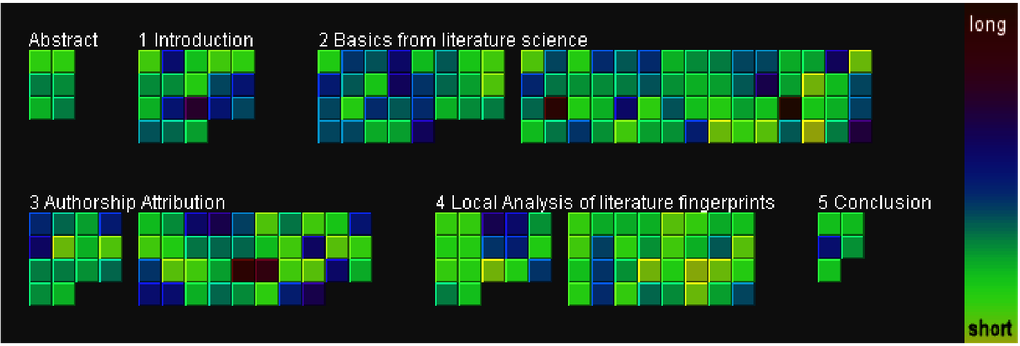 long
Abstract
1 Introduction
2 Basics from literature science
3 Authorship Attribution
4 Local Analysis of literature fingerprints
5 Conclusion
short